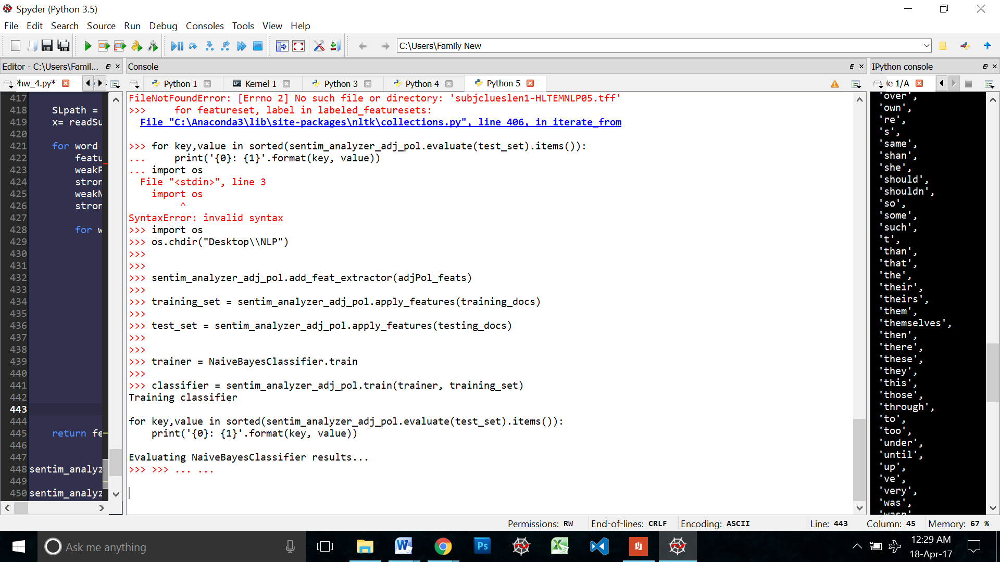 Spyder (Python 3.5)
File Edit Search Source Run Debug Consoles Tools View Help
C:\Users\Family New
Editor - C:\Users\Famil...
Phw_4.py*
417
418 SLpath =
419 x= readSu
420
421 for word
422 featu
423 weakP
424 stron
425 weakN
426 stron
427
428 for w
429
430
431
432
433
434
435
436
437
438
439
440
441
442
443
444
445 return fe
446
447
448 sentim_analyz
449
450 sentim_analyz
Console
Python 1 Kernel 1 Python 3 Python 4 Python 5
FileNotFoundError: [Errno 2] No such file or directory: 'subjclueslen1-HLTEMNLP05.tff'
>>>     for featureset, label in labeled_featuresets:
  File "C:\Anaconda3\lib\site-packages\nltk\collections.py", line 406, in iterate_from
>>> for key,value in sorted(sentim_analyzer_adj_pol.evaluate(test_set).items()):
...     print('{0}: {1}'.format(key, value))
... import os
  File "<stdin>", line 3
    import os
         ^
SyntaxError: invalid syntax
>>> import os
>>> os.chdir("Desktop\\NLP")
>>>
>>>
>>> sentim_analyzer_adj_pol.add_feat_extractor(adjPol_feats)
>>>
>>> training_set = sentim_analyzer_adj_pol.apply_features(training_docs)
>>>
>>> test_set = sentim_analyzer_adj_pol.apply_features(testing_docs)
>>>
>>>
>>> trainer = NaiveBayesClassifier.train
>>>
>>> classifier = sentim_analyzer_adj_pol.train(trainer, training_set)
Training classifier
for key,value in sorted(sentim_analyzer_adj_pol.evaluate(test_set).items()):
    print('{0}: {1}'.format(key, value))
Evaluating NaiveBayesClassifier results...
>>> >>> ... ...
IPython console
le 1/A
'over',
'own',
're',
's',
'same',
'shan',
'she',
'should',
'shouldn',
'so',
'some',
'such',
't',
'than',
'that',
'the',
'their',
'theirs',
'them',
'themselves',
'then',
'there',
'these',
'they',
'this',
'those',
'through',
'to',
'too',
'under',
'until',
'up',
've',
'very',
'was',
'wasn',
Permissions: RW End-of-lines: CRLF Encoding: ASCII Line: 443 Column: 45 Memory: 67 %
Ask me anything
12:29 AM
18-Apr-17